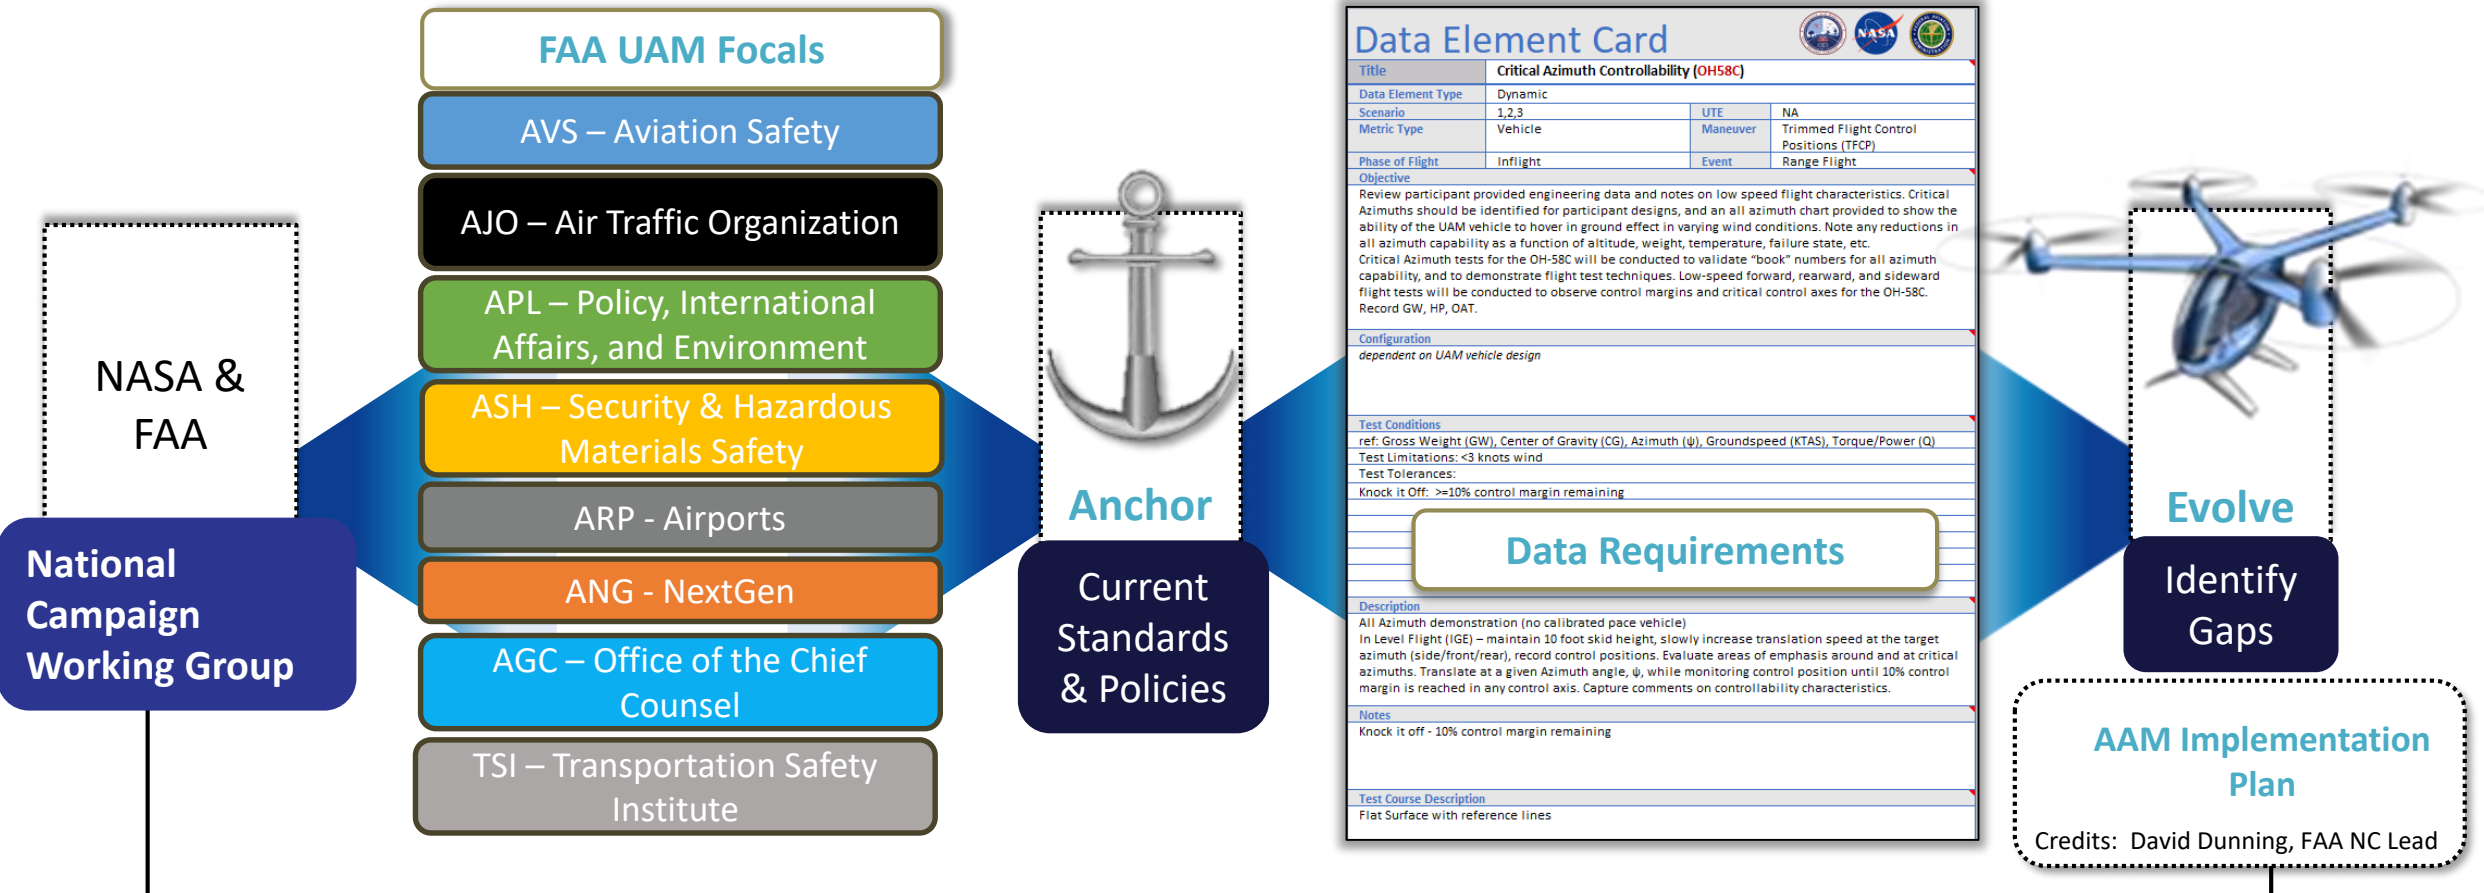 NASA &
FAA
National
Campaign
Working Group
FAA UAM Focals
AVS – Aviation Safety
AJO – Air Traffic Organization
APL – Policy, International
Affairs, and Environment
ASH – Security & Hazardous
Materials Safety
ARP - Airports
ANG - NextGen
AGC – Office of the Chief
Counsel
TSI – Transportation Safety
Institute
Anchor
Current
Standards
& Policies
Data Element Card
NASA
Title Critical Azimuth Controllability (OH58C)
Data Element Type Dynamic
Scenario 1,2,3 UTE NA
Metric Type Vehicle Maneuver Trimmed Flight Control
Positions (TFCP)
Phase of Flight Inflight Event Range Flight
Objective
Review participant provided engineering data and notes on low speed flight characteristics. Critical
Azimuths should be identified for participant designs, and an all azimuth chart provided to show the
ability of the UAM vehicle to hover in ground effect in varying wind conditions. Note any reductions in
all azimuth capability as a function of altitude, weight, temperature, failure state, etc.
Critical Azimuth tests for the OH-58C will be conducted to validate “book” numbers for all azimuth
capability, and to demonstrate flight test techniques. Low-speed forward, rearward, and sideward
flight tests will be conducted to observe control margins and critical control axes for the OH-58C.
Record GW, HP, OAT.
Configuration
dependent on UAM vehicle design
Test Conditions
ref: Gross Weight (GW), Center of Gravity (CG), Azimuth (ψ), Groundspeed (KTAS), Torque/Power (Q)
Test Limitations: <3 knots wind
Test Tolerances:
Knock it Off: >=10% control margin remaining
Data Requirements
Description
All Azimuth demonstration (no calibrated pace vehicle)
In Level Flight (IGE) – maintain 10 foot skid height, slowly increase translation speed at the target
azimuth (side/front/rear), record control positions. Evaluate areas of emphasis around and at critical
azimuths. Translate at a given Azimuth angle, ψ, while monitoring control position until 10% control
margin is reached in any control axis. Capture comments on controllability characteristics.
Notes
Knock it off - 10% control margin remaining
Test Course Description
Flat Surface with reference lines
Evolve
Identify
Gaps
AAM Implementation
Plan
Credits: David Dunning, FAA NC Lead